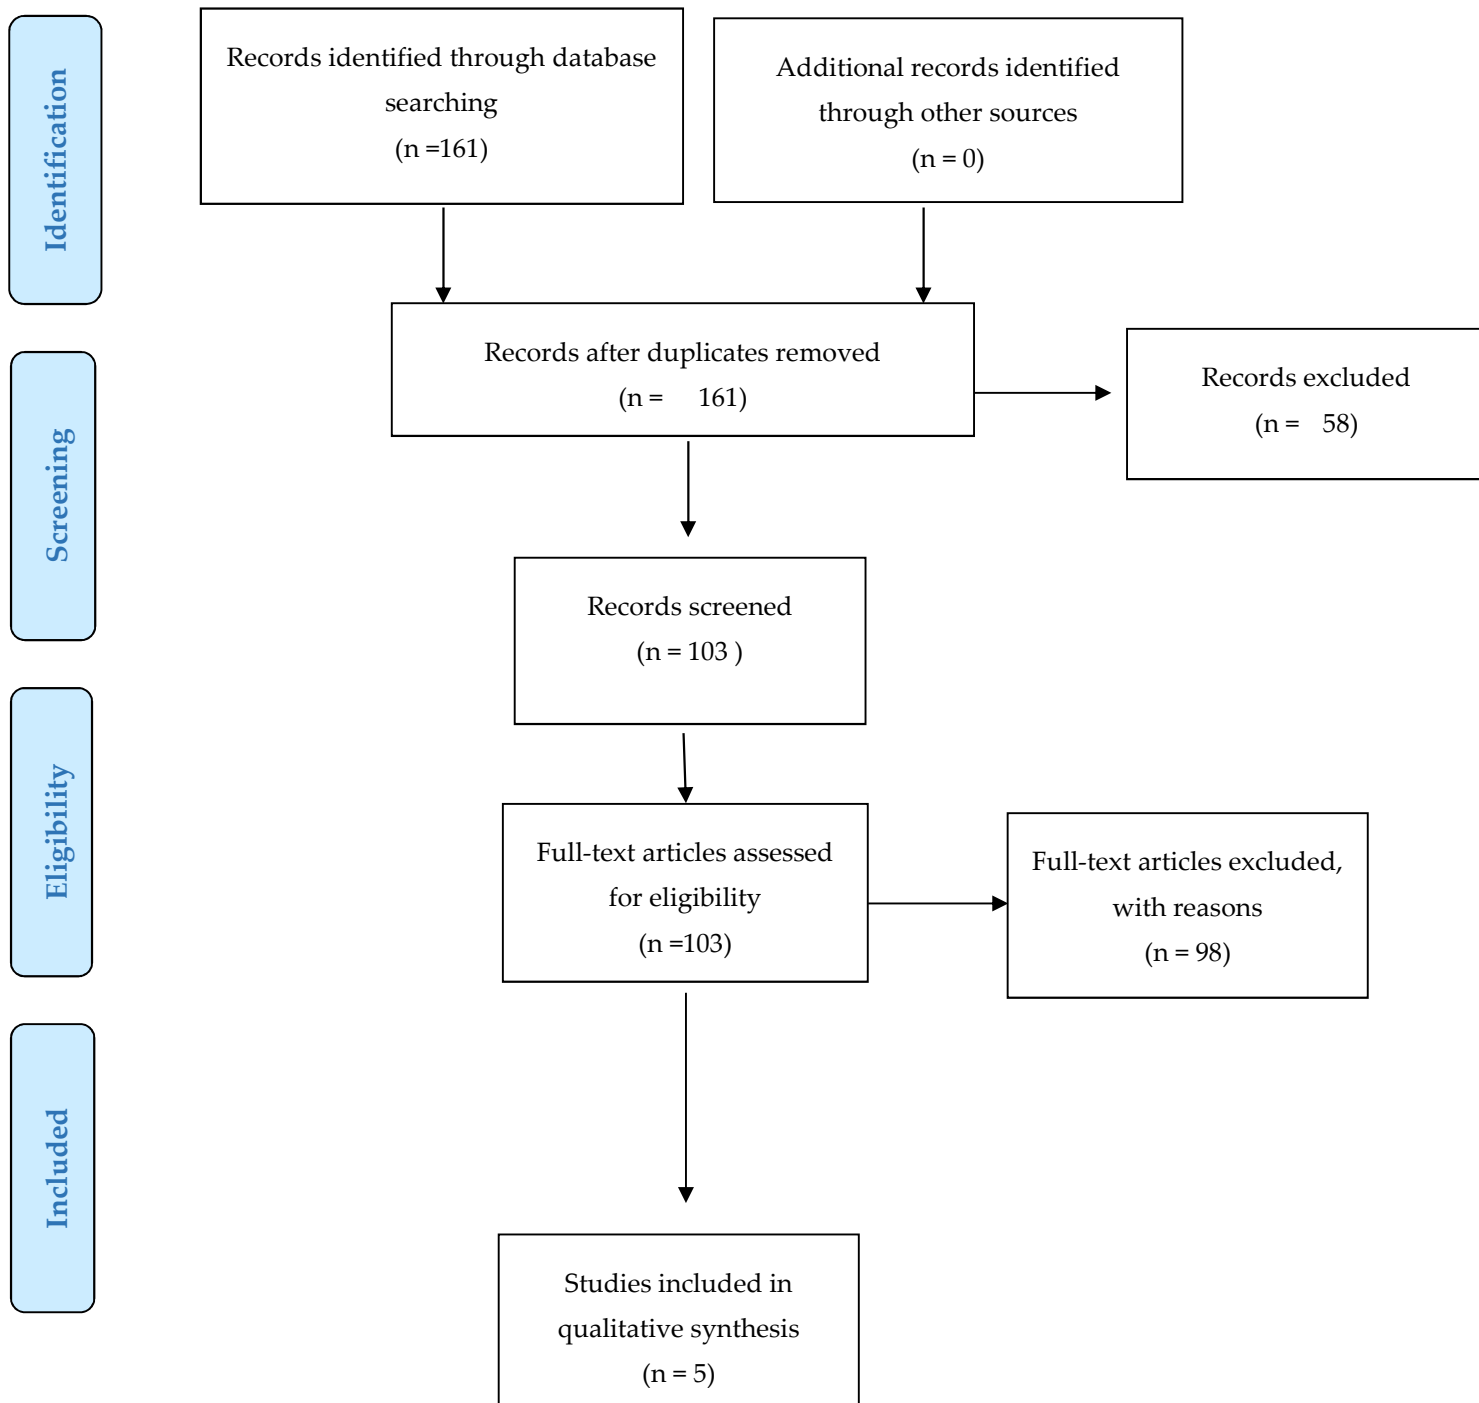 Identification
Records identified through database
searching
(n =161)
Additional records identified
through other sources
(n = 0)
Records after duplicates removed
(n = 161)
Records excluded
(n = 58)
Screening
Records screened
(n = 103 )
Eligibility
Full-text articles assessed
for eligibility
(n =103)
Full-text articles excluded,
with reasons
(n = 98)
Included
Studies included in
qualitative synthesis
(n = 5)